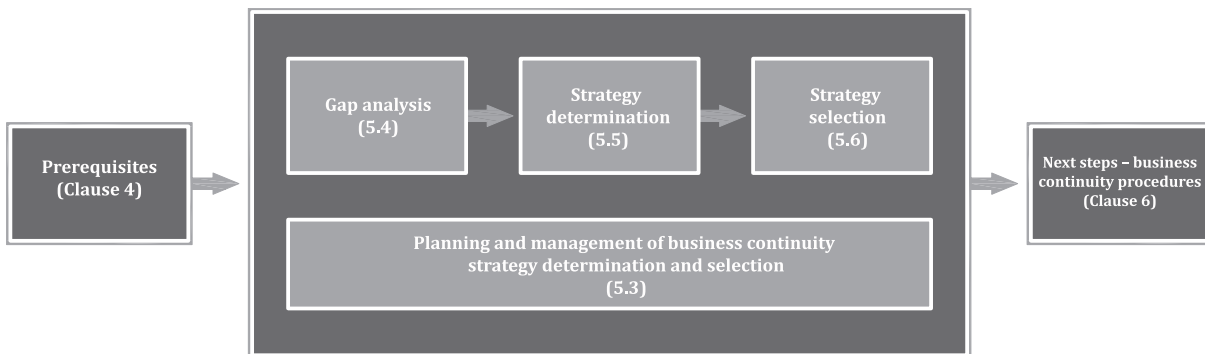 Prerequisites
(Clause 4)
Gap analysis
(5.4)
Strategy
determination
(5.5)
Strategy
selection
(5.6)
Planning and management of business continuity
strategy determination and selection
(5.3)
Next steps – business
continuity procedures
(Clause 6)